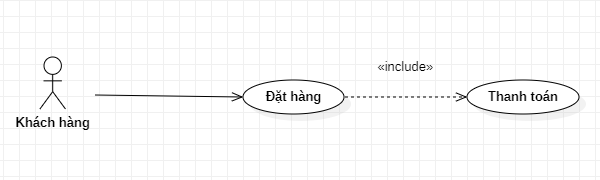 «include»
Đặt hàng
Thanh toán
Khách hàng